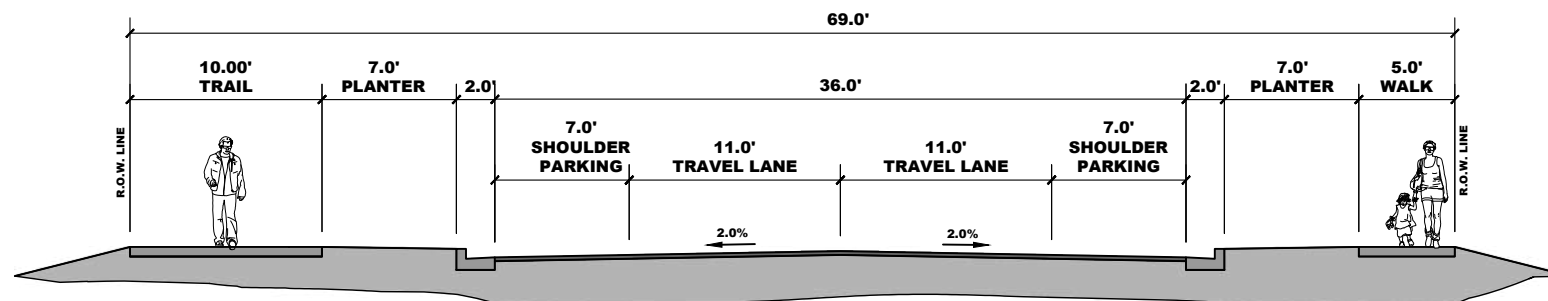 69.0'
10.00'
TRAIL
7.0'
PLANTER
2.0'
36.0'
2.0'
7.0'
PLANTER
5.0'
WALK
7.0'
SHOULDER
PARKING
11.0'
TRAVEL LANE
11.0'
TRAVEL LANE
7.0'
SHOULDER
PARKING
R.O.W. LINE
R.O.W. LINE
2.0%
2.0%